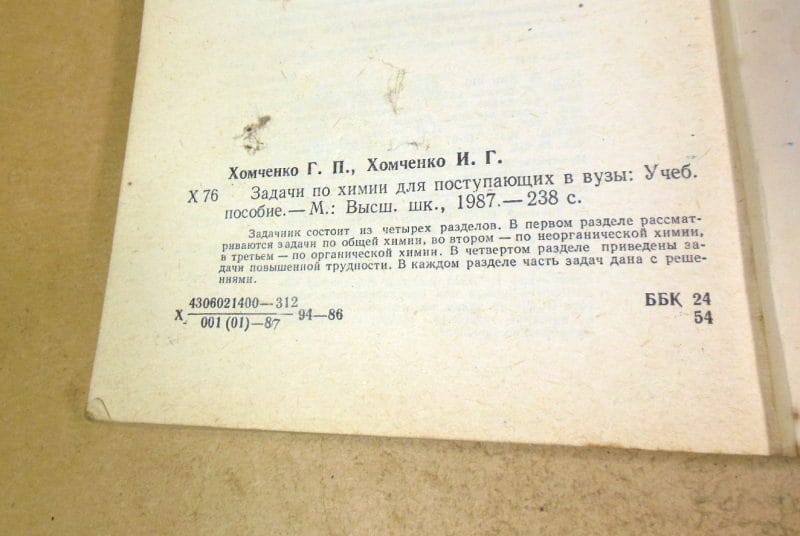 Хомченко Г. П., Хомченко И. Г.
Х 76 Задачи по химии для поступающих в вузы: Учеб.
пособие.— М.: Высш. шк., 1987.— 238 с.
Задачник состоит из четырех разделов. В первом разделе рассмат-
риваются задачи по общей химии, во втором — по неорганической химии,
в третьем — по органической химии. В четвертом разделе приведены за-
дачи повышенной трудности. В каждом разделе часть задач дана с реше-
ниями.
4306021400—312
Х 94—86
001 (01)—87
ББК 24
54